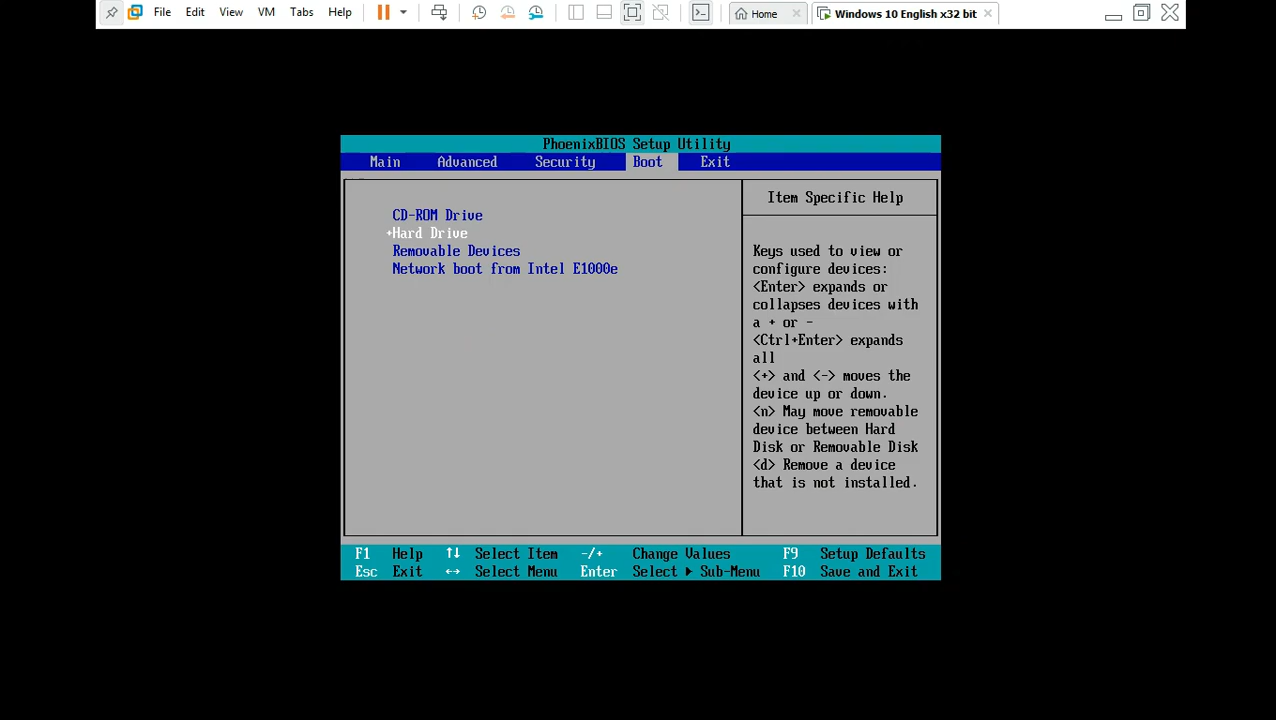 File Edit View VM Tabs Help Home Windows 10 English x32 bit
PhoenixBIOS Setup Utility
Main Advanced Security Boot Exit
CD-ROM Drive
+Hard Drive
Removable Devices
Network boot from Intel E1000e
Item Specific Help
Keys used to view or
configure devices:
<Enter> expands or
collapses devices with
a + or -
<Ctrl+Enter> expands
all
<+> and <-> moves the
device up or down.
<n> May move removable
device between Hard
Disk or Removable Disk
<d> Remove a device
that is not installed.
F1 Help ↑↓ Select Item -/+ Change Values F9 Setup Defaults
Esc Exit ↔ Select Menu Enter Select ▶ Sub-Menu F10 Save and Exit